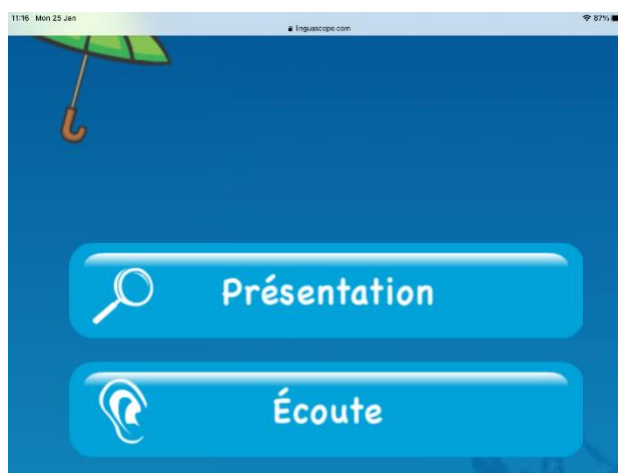 11:16 Mon 25 Jan
87%
linguascope.com
Présentation
Écoute